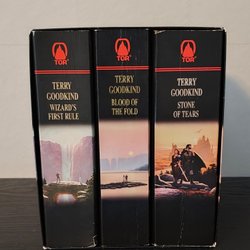 TOR
TERRY
GOODKIND
WIZARD'S
FIRST RULE
TOR
TERRY
GOODKIND
BLOOD OF
THE FOLD
TOR
TERRY
GOODKIND
STONE
OF TEARS